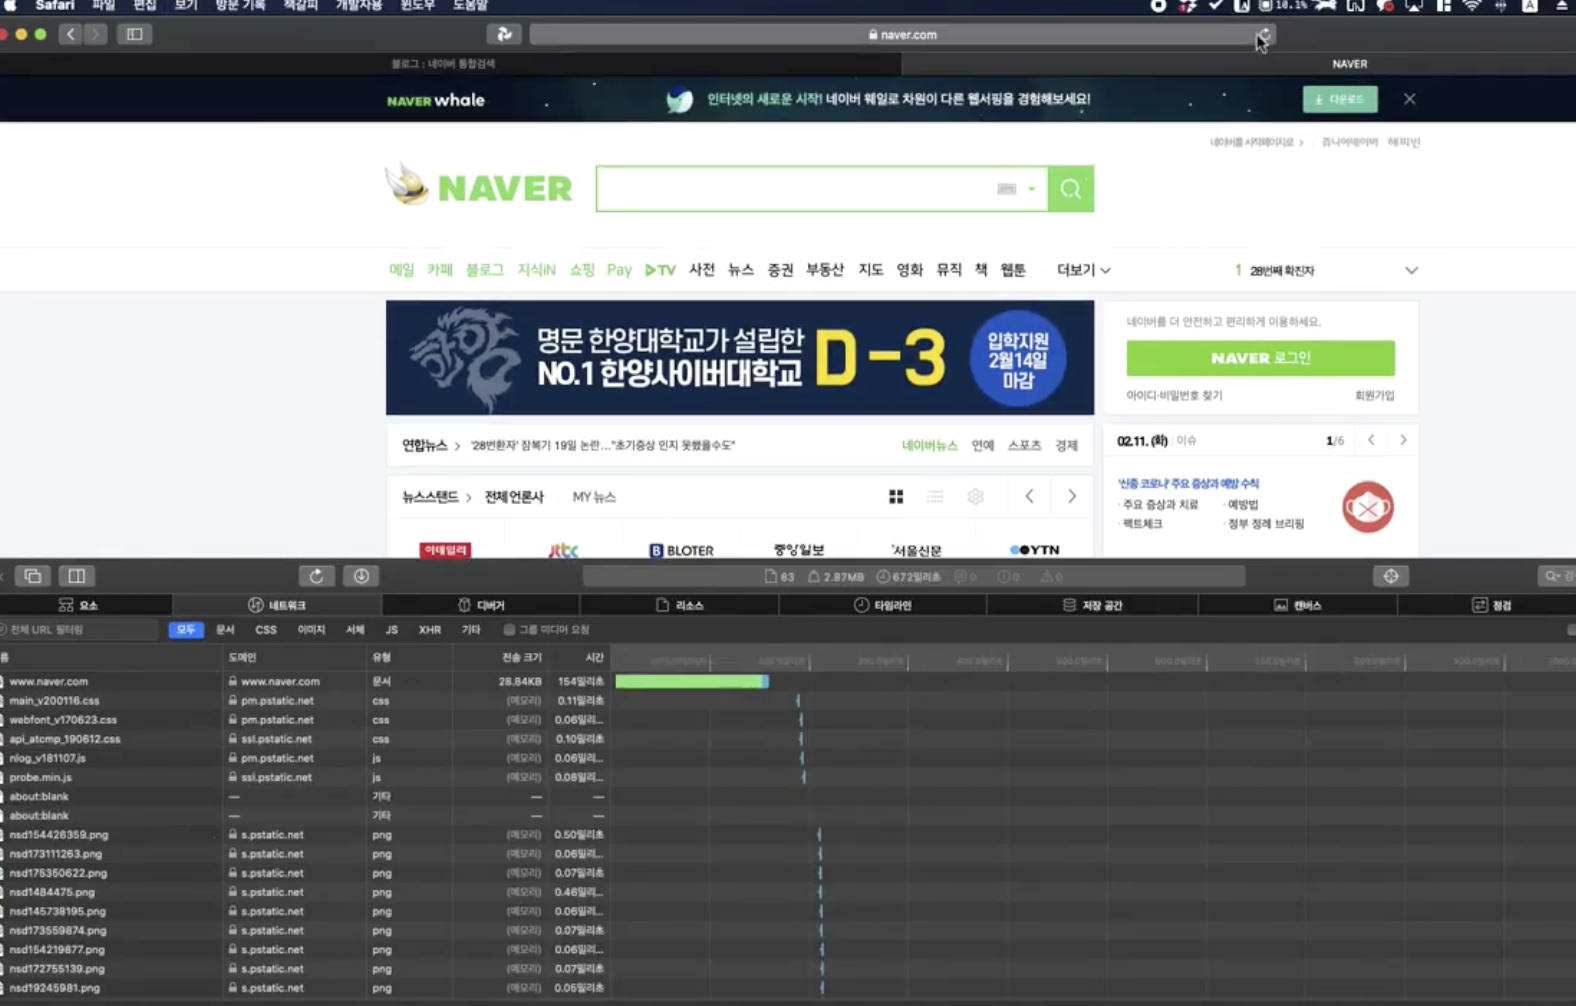 Safari 파일 편집 보기 방문 기록 책갈피 개발자용 윈도우 도움말
10.1%
A
naver.com
블로그 : 네이버 통합검색
NAVER
NAVER whale
인터넷의 새로운 시작! 네이버 웨일로 차원이 다른 웹서핑을 경험해보세요!
다운로드
네이버를 시작페이지로 >
쥬니어네이버
해피빈
NAVER
메일 카페 블로그 지식iN 쇼핑 Pay TV 사전 뉴스 증권 부동산 지도 영화 뮤직 책 웹툰 더보기
1 28번째 확진자
명문 한양대학교가 설립한
NO.1 한양사이버대학교
D-3
입학지원
2월14일
마감
네이버를 더 안전하고 편리하게 이용하세요.
NAVER 로그인
아이디·비밀번호 찾기
회원가입
연합뉴스 > '28번환자' 잠복기 19일 논란..."초기증상 인지 못했을수도"
네이버뉴스 연예 스포츠 경제
02.11. (화) 이슈
1/6
뉴스스탠드 > 전체 언론사 MY 뉴스
'신종 코로나' 주요 증상과 예방 수칙
· 주요 증상과 치료 · 예방법
· 팩트체크 · 정부 정례 브리핑
이데일리 jtbc BLOTER 중앙일보 서울신문 YTN
83 2.87MB 672밀리초 0 0 0
요소 네트워크 디버거 리소스 타임라인 저장 공간 캔버스 점검
전체 URL 필터링
모두 문서 CSS 이미지 서체 JS XHR 기타 그룹 미디어 요청
도메인 유형 전송 크기 시간
www.naver.com www.naver.com 문서 28.84KB 154밀리초
main_v200116.css pm.pstatic.net css (메모리) 0.11밀리초
webfont_v170623.css pm.pstatic.net css (메모리) 0.06밀리...
api_atcmp_190612.css ssl.pstatic.net css (메모리) 0.10밀리초
nlog_v181107.js pm.pstatic.net js (메모리) 0.06밀리...
probe.min.js ssl.pstatic.net js (메모리) 0.08밀리...
about:blank — 기타 — —
about:blank — 기타 — —
nsd154426359.png s.pstatic.net png (메모리) 0.50밀리초
nsd173111263.png s.pstatic.net png (메모리) 0.06밀리...
nsd175350622.png s.pstatic.net png (메모리) 0.07밀리초
nsd1484475.png s.pstatic.net png (메모리) 0.46밀리...
nsd145738195.png s.pstatic.net png (메모리) 0.06밀리...
nsd173559874.png s.pstatic.net png (메모리) 0.07밀리초
nsd154219877.png s.pstatic.net png (메모리) 0.06밀리...
nsd172755139.png s.pstatic.net png (메모리) 0.07밀리초
nsd19245981.png s.pstatic.net png (메모리) 0.05밀리초